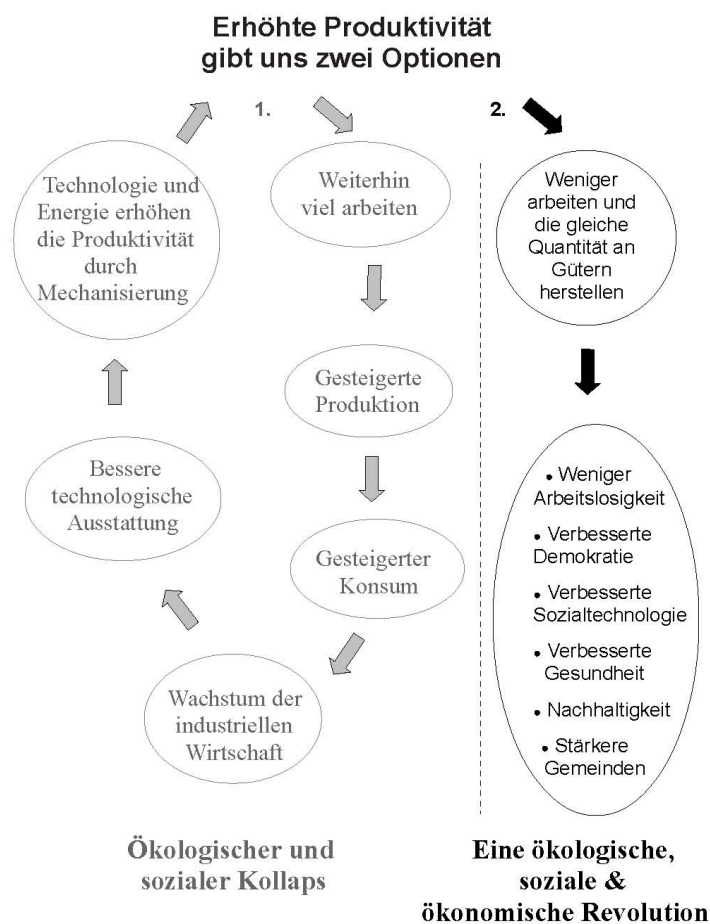 Erhöhte Produktivität
gibt uns zwei Optionen
1.
Technologie und
Energie erhöhen
die Produktivität
durch
Mechanisierung
Weiterhin
viel arbeiten
Gesteigerte
Produktion
Gesteigerter
Konsum
Wachstum der
industriellen
Wirtschaft
Bessere
technologische
Ausstattung
Ökologischer und
sozialer Kollaps
2.
Weniger
arbeiten und
die gleiche
Quantität an
Gütern
herstellen
• Weniger
Arbeitslosigkeit
• Verbesserte
Demokratie
• Verbesserte
Sozialtechnologie
• Verbesserte
Gesundheit
• Nachhaltigkeit
• Stärkere
Gemeinden
Eine ökologische,
soziale &
ökonomische Revolution